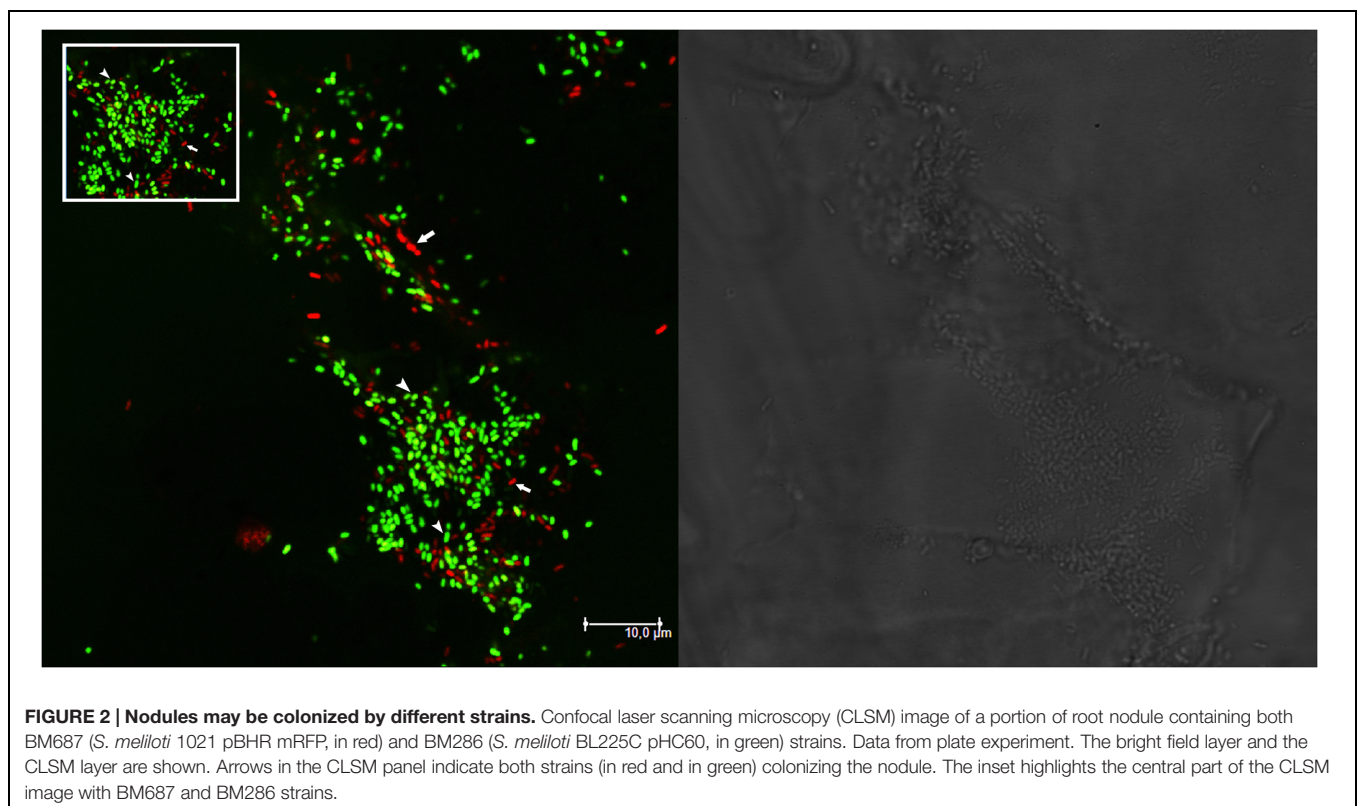 10,0 µm
FIGURE 2 | Nodules may be colonized by different strains. Confocal laser scanning microscopy (CLSM) image of a portion of root nodule containing both
BM687 (S. meliloti 1021 pBHR mRFP, in red) and BM286 (S. meliloti BL225C pHC60, in green) strains. Data from plate experiment. The bright field layer and the
CLSM layer are shown. Arrows in the CLSM panel indicate both strains (in red and in green) colonizing the nodule. The inset highlights the central part of the CLSM
image with BM687 and BM286 strains.